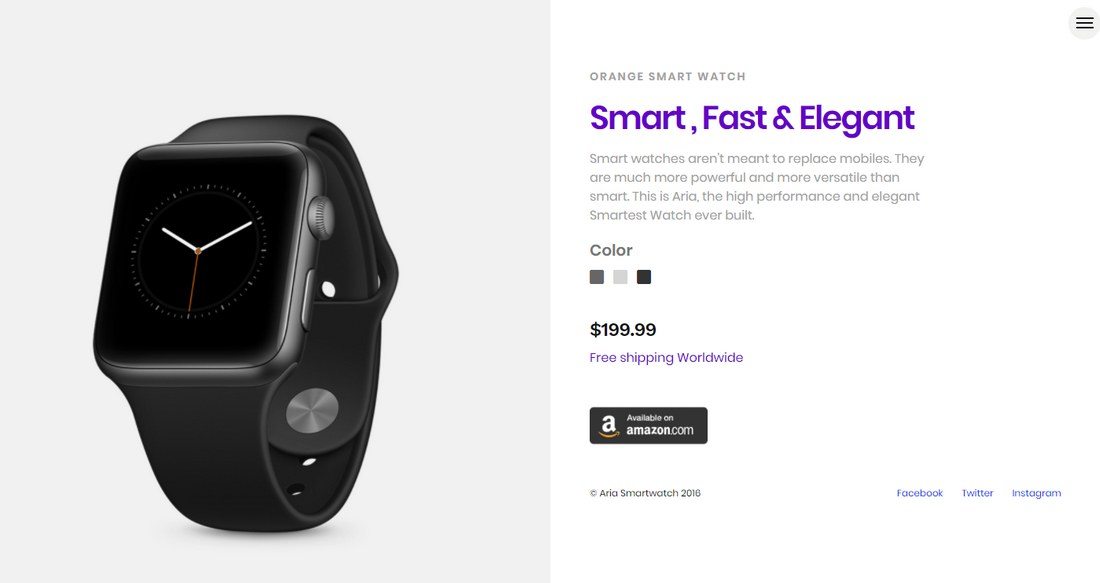 ORANGE SMART WATCH
Smart , Fast & Elegant
Smart watches aren't meant to replace mobiles. They
are much more powerful and more versatile than
smart. This is Aria, the high performance and elegant
Smartest Watch ever built.
Color
$199.99
Free shipping Worldwide
a Available on
amazon.com
© Aria Smartwatch 2016 Facebook Twitter Instagram